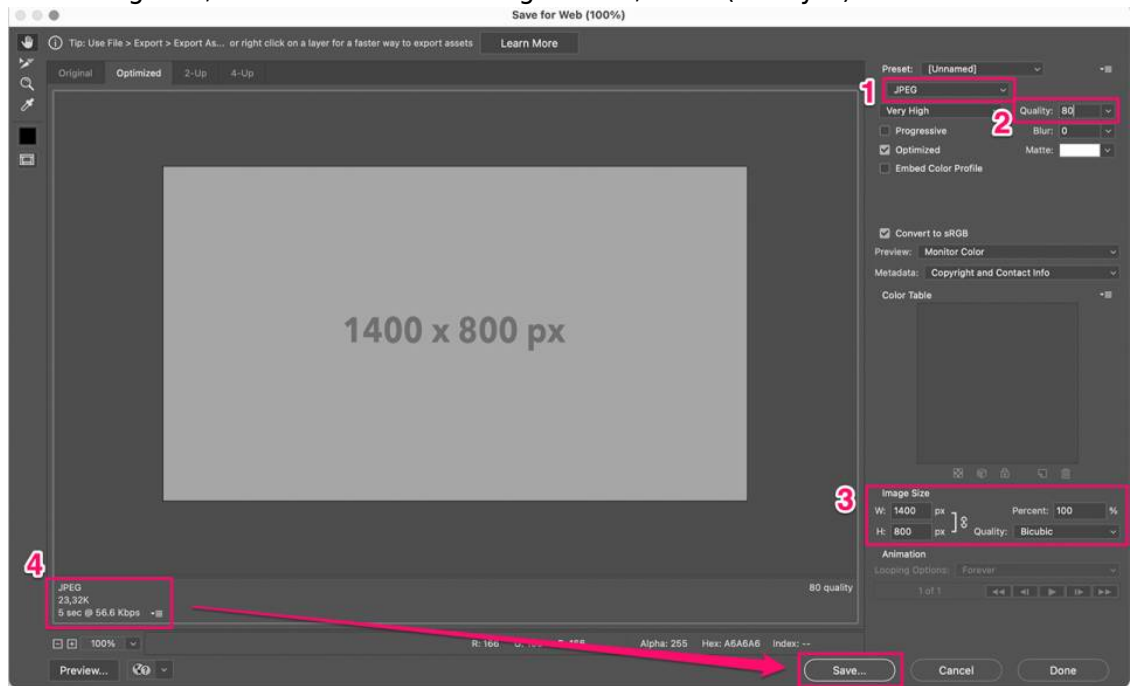 Save for Web (100%)
Tip: Use File > Export > Export As... or right click on a layer for a faster way to export assets
Learn More
Original Optimized 2-Up 4-Up
1400 x 800 px
4
JPEG
23,32K
5 sec @ 56.6 Kbps
80 quality
100%
Alpha: 255 Hex: A6A6A6 Index: --
Preview...
Preset: [Unnamed]
1
JPEG
Very High
2
Quality: 80
Progressive
Blur: 0
Optimized
Matte:
Embed Color Profile
Convert to sRGB
Preview: Monitor Color
Metadata: Copyright and Contact Info
Color Table
3
Image Size
W: 1400 px
Percent: 100 %
H: 800 px
Quality: Bicubic
Animation
Looping Options: Forever
1 of 1
Save...
Cancel
Done